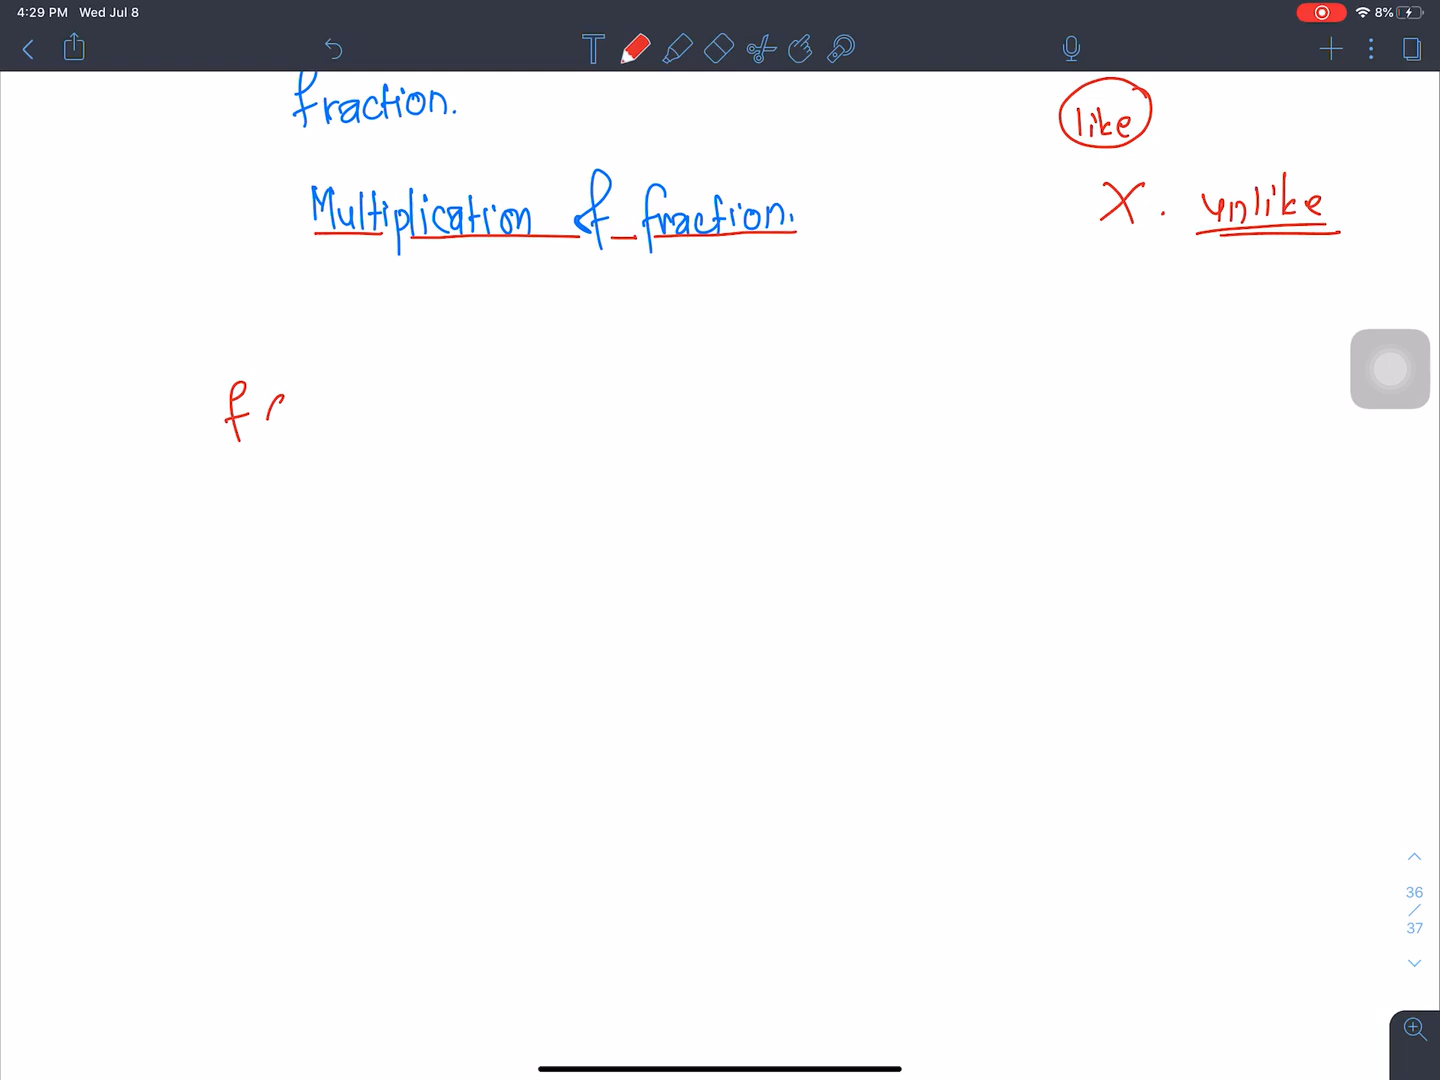 4:29 PM Wed Jul 8
8%
fraction.
like
Multiplication of fraction.
X. unlike
fr
36
/
37